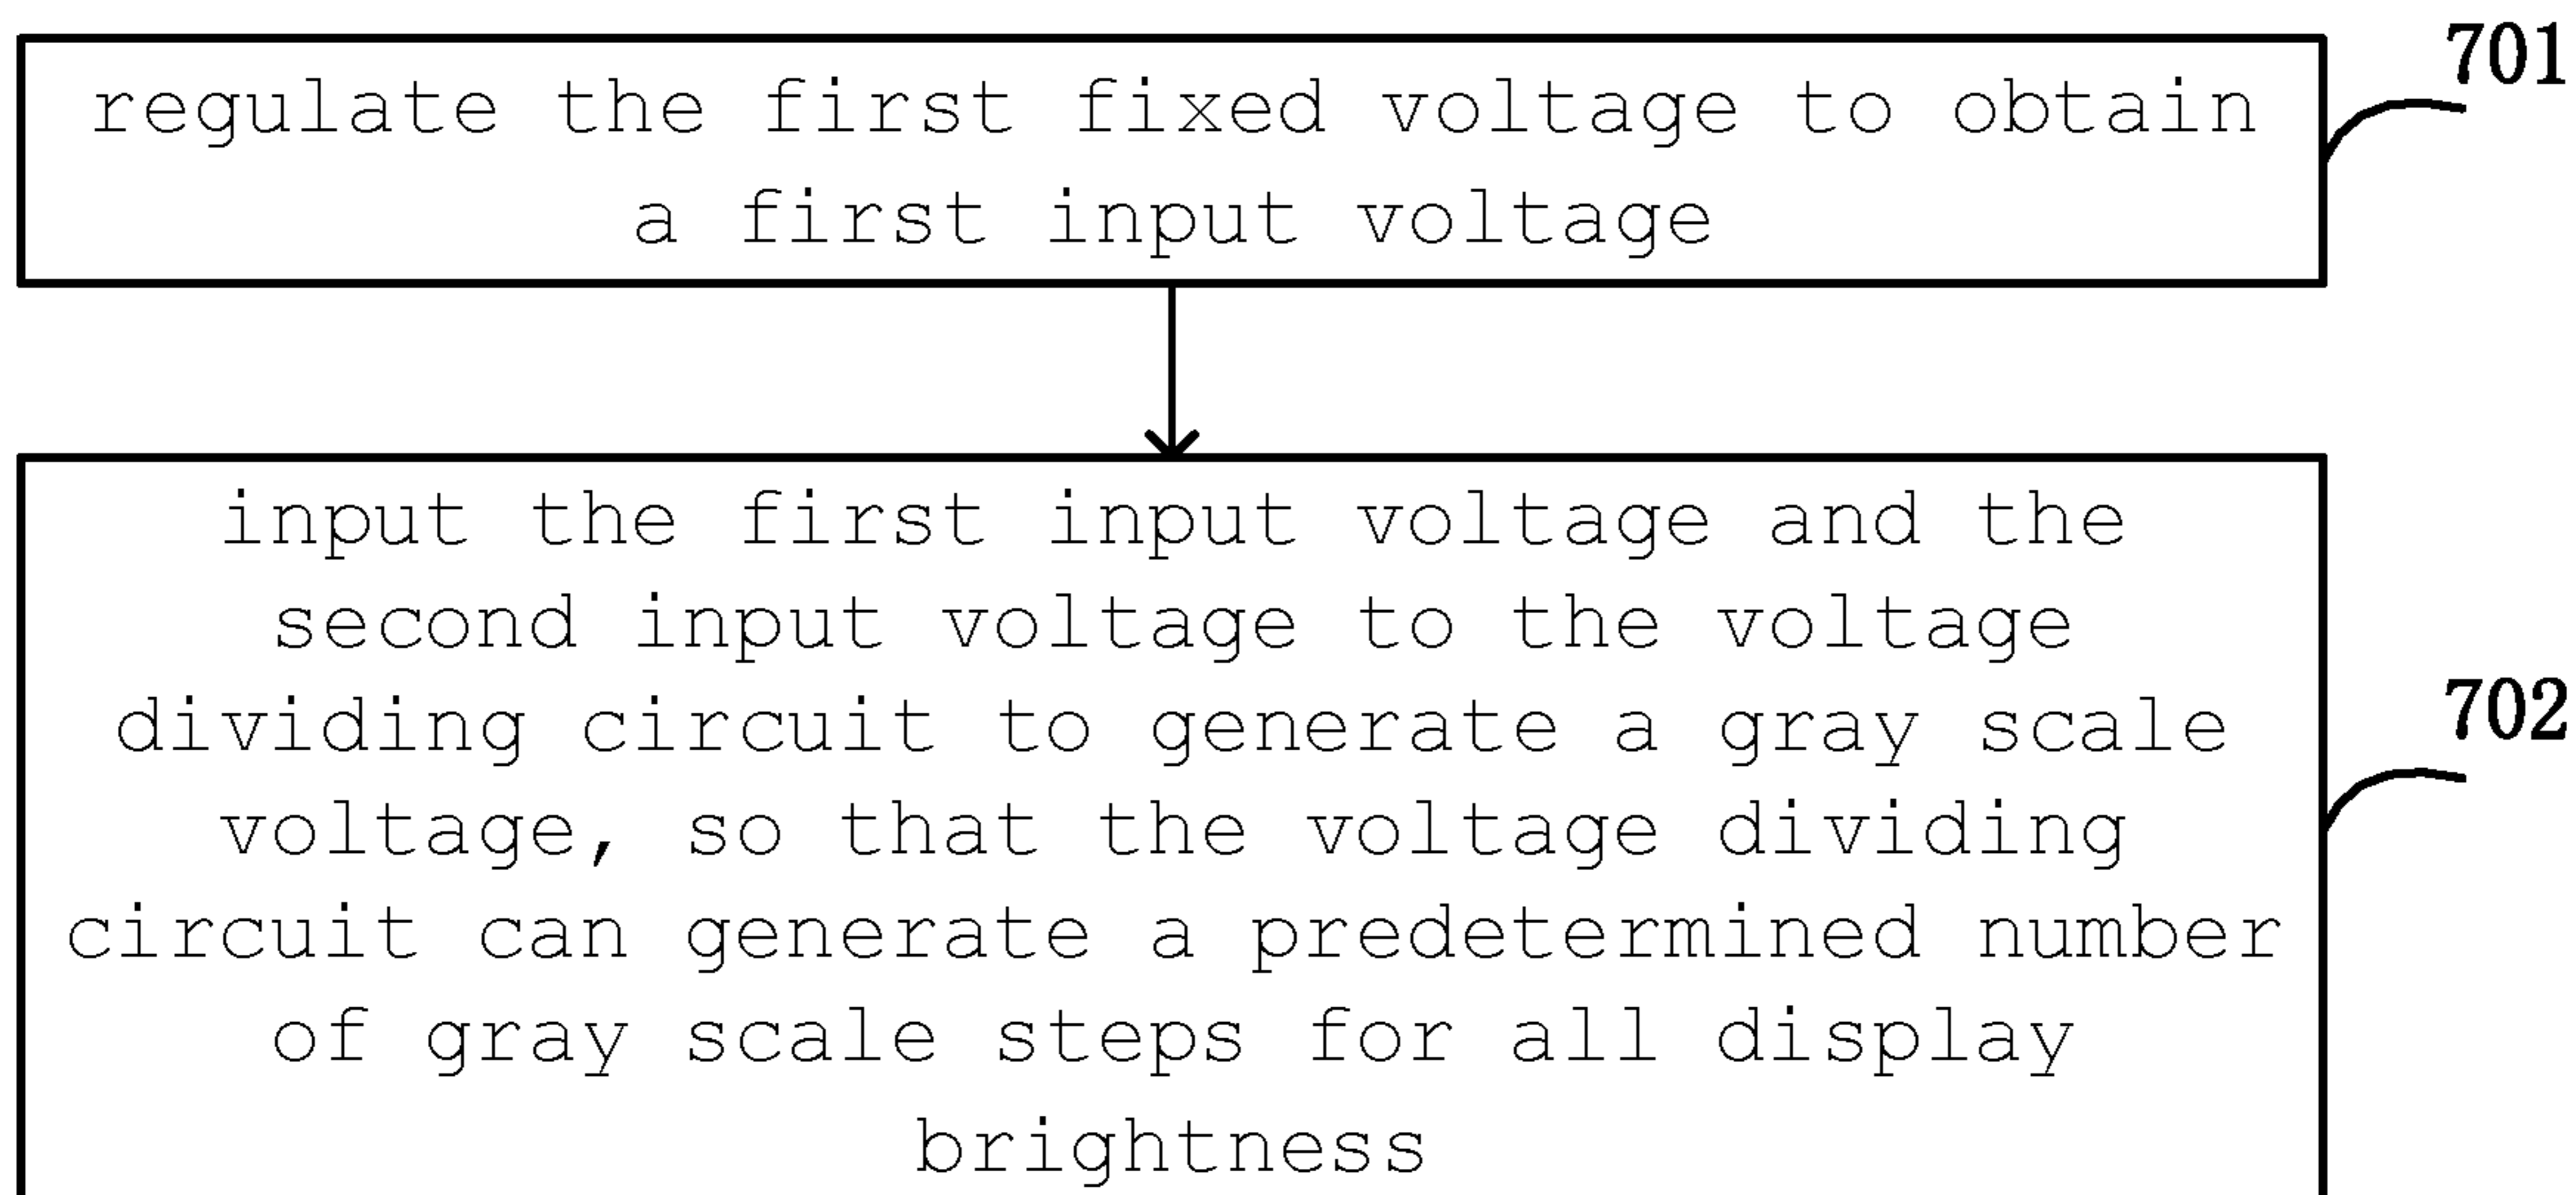 701
regulate the first fixed voltage to obtain
a first input voltage
input the first input voltage and the
second input voltage to the voltage
dividing circuit to generate a gray scale
702
voltage, so that the voltage dividing
circuit can generate a predetermined number
of gray scale steps for all display
brightness